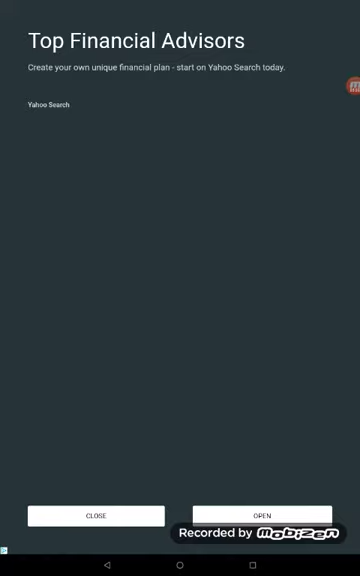 Top Financial Advisors
Create your own unique financial plan - start on Yahoo Search today.
Yahoo Search
CLOSE
OPEN
Recorded by Mobizen